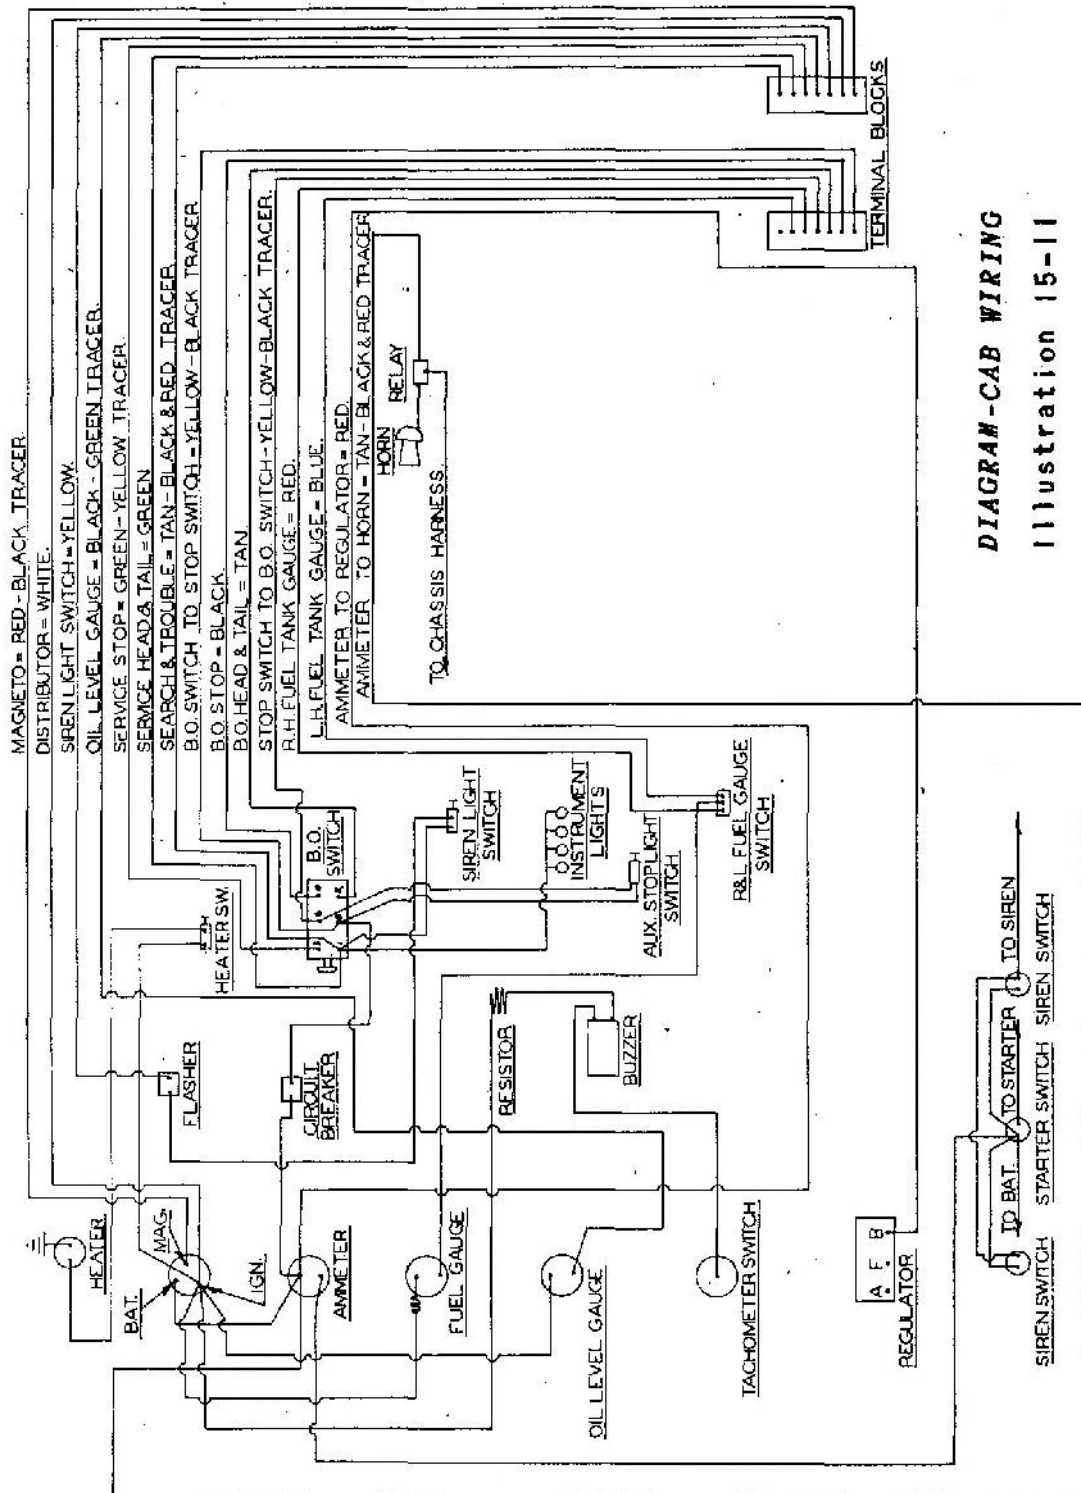 MAGNETO = RED - BLACK TRACER.
DISTRIBUTOR = WHITE.
SIREN LIGHT SWITCH = YELLOW.
OIL LEVEL GAUGE = BLACK - GREEN TRACER.
SERVICE STOP = GREEN - YELLOW TRACER.
SERVICE HEAD & TAIL = GREEN
SEARCH & TROUBLE = TAN - BLACK & RED TRACER
B.O. SWITCH TO STOP SWITCH = YELLOW - BLACK TRACER
B.O. STOP = BLACK.
B.O. HEAD & TAIL = TAN.
STOP SWITCH TO B.O. SWITCH - YELLOW - BLACK TRACER.
R.H. FUEL TANK GAUGE = RED.
L.H. FUEL TANK GAUGE = BLUE.
AMMETER TO REGULATOR = RED.
AMMETER TO HORN - TAN - BLACK & RED TRACER
HORN
RELAY
TO CHASSIS HARNESS.
TERMINAL BLOCKS
HEATER
BAT.
MAG.
IGN.
FLASHER
HEATER SW.
B.O.
SWITCH
CIRCUIT
BREAKER
AMMETER
SIREN LIGHT
SWITCH
INSTRUMENT
LIGHTS
FUEL GAUGE
RESISTOR
AUX. STOPLIGHT
SWITCH
BUZZER
R&L FUEL GAUGE
SWITCH
OIL LEVEL GAUGE
TACHOMETER SWITCH
A F B
REGULATOR
TO BAT.
TO STARTER
TO SIREN
SIREN SWITCH
STARTER SWITCH
SIREN SWITCH
DIAGRAM-CAB WIRING
Illustration 15-11